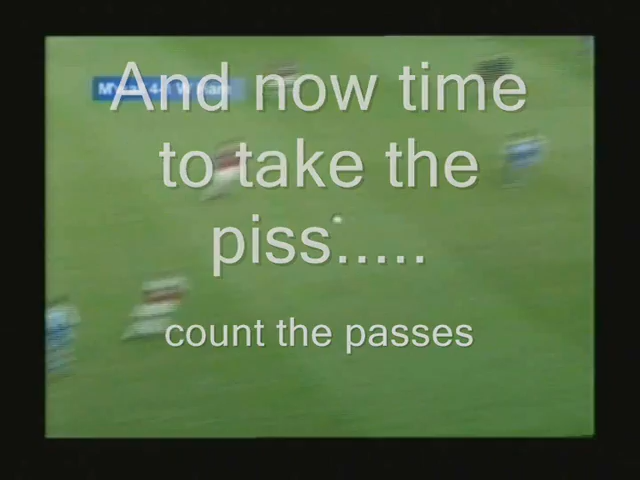 And now time
to take the
piss.....
count the passes